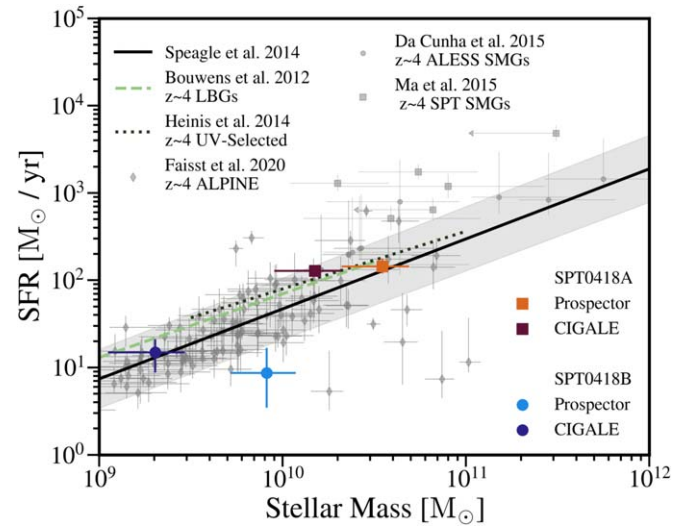 10^5
10^4
10^3
10^2
10^1
10^0
SFR [M_⊙ / yr]
Speagle et al. 2014
Bouwens et al. 2012
z~4 LBGs
Heinis et al. 2014
z~4 UV-Selected
Faisst et al. 2020
z~4 ALPINE
Da Cunha et al. 2015
z~4 ALESS SMGs
Ma et al. 2015
z~4 SPT SMGs
SPT0418A
Prospector
CIGALE
SPT0418B
Prospector
CIGALE
10^9 10^10 10^11 10^12
Stellar Mass [M_⊙]